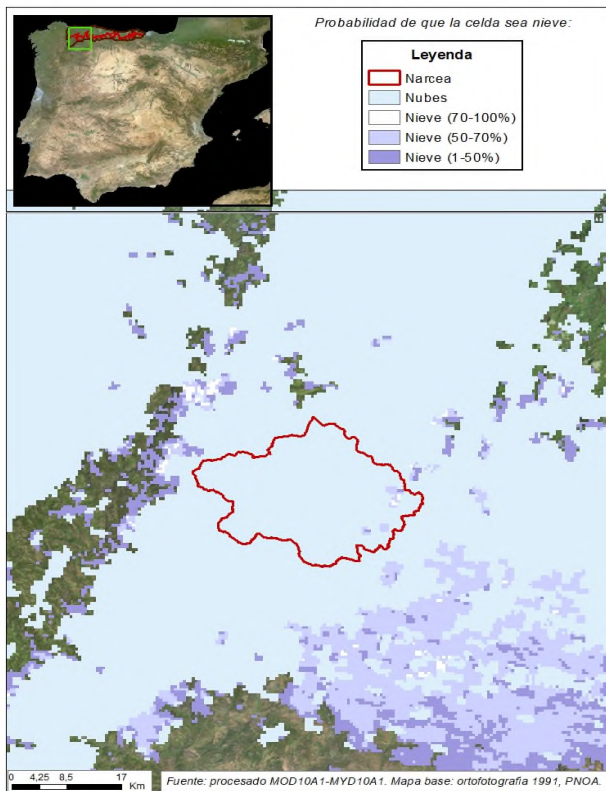 Probabilidad de que la celda sea nieve:
Leyenda
Narcea
Nubes
Nieve (70-100%)
Nieve (50-70%)
Nieve (1-50%)
0 4,25 8,5 17
Km
Fuente: procesado MOD10A1-MYD10A1. Mapa base: ortofotografia 1991, PNOA.